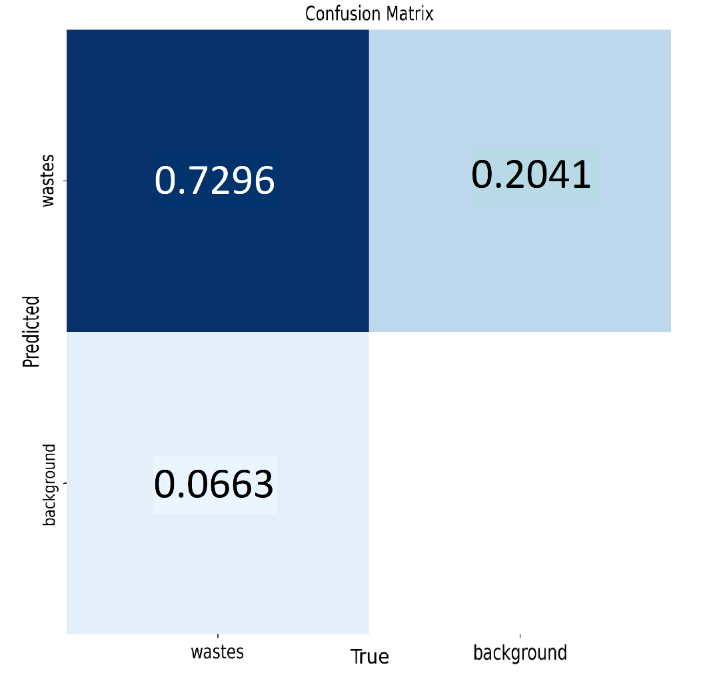 Confusion Matrix
wastes
0.7296
0.2041
Predicted
background
0.0663
wastes
True
background